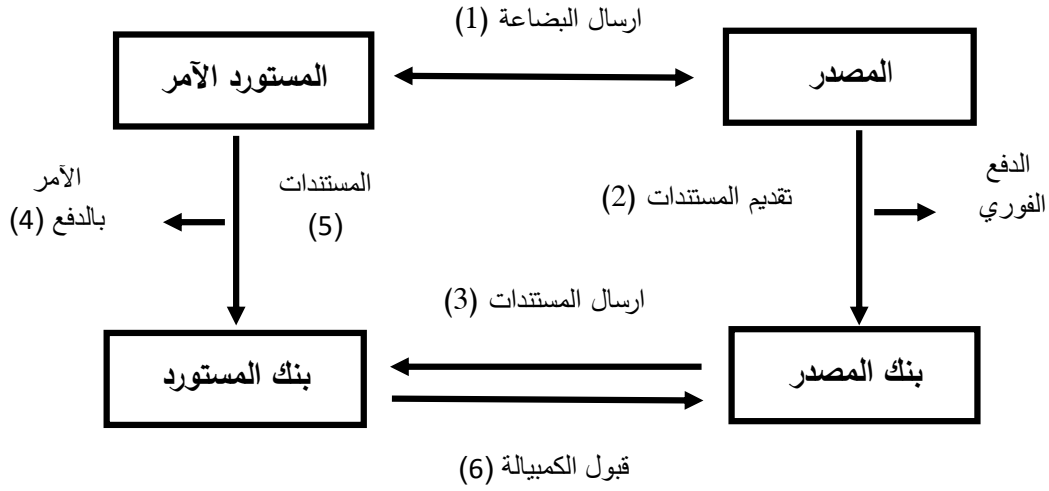 ارسال البضاعة (1)
المصدر
المستورد الآمر
الدفع
الفوري
تقديم المستندات (2)
المستندات
(5)
الآمر
بالدفع (4)
ارسال المستندات (3)
بنك المصدر
بنك المستورد
قبول الكمبيالة (6)